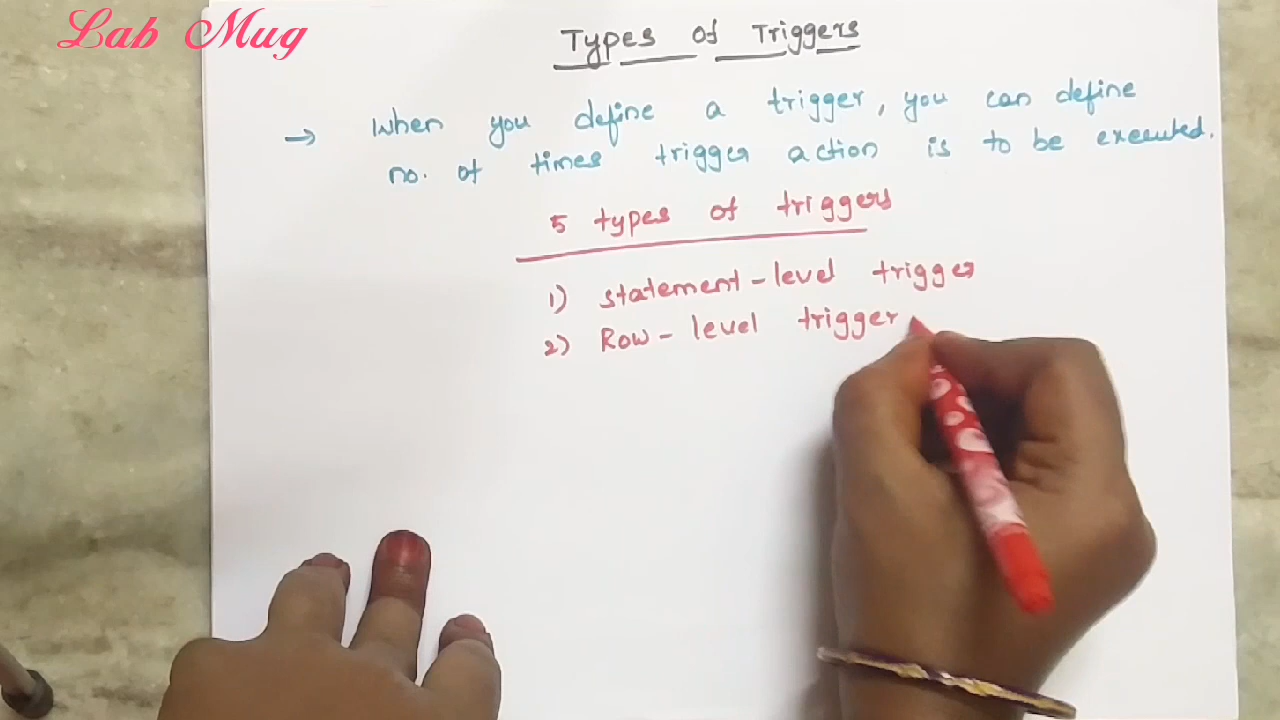 Lab Mug
Types of Triggers
→ When you define a trigger, you can define
no. of times trigger action is to be executed.
5 types of triggers
1) Statement-level trigger
2) Row-level trigger